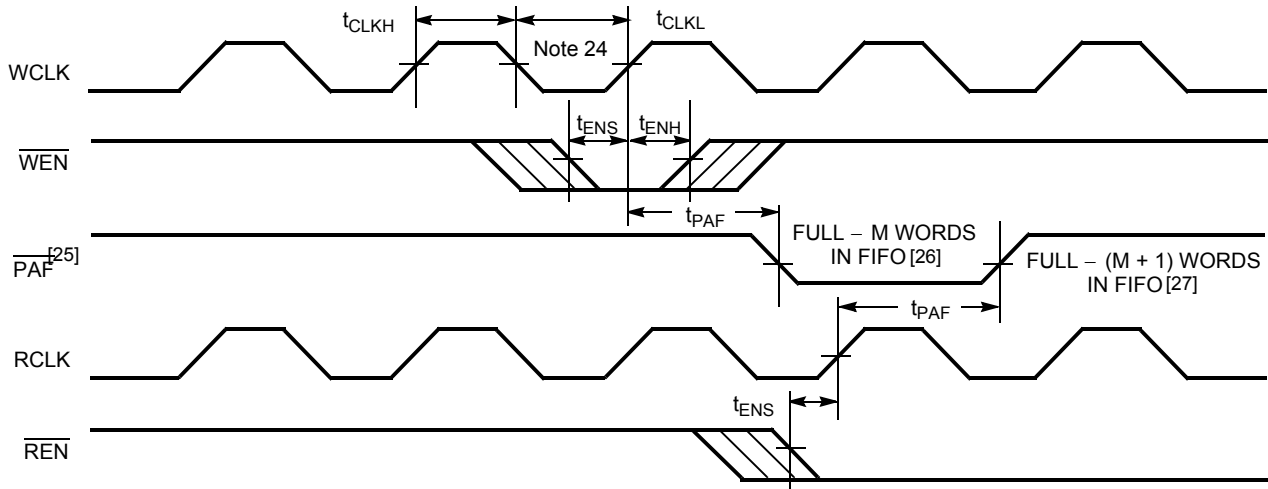 tCLKH
tCLKL
Note 24
WCLK
tENS
tENH
WEN
tPAF
FULL – M WORDS
IN FIFO[26]
PAF[25]
FULL – (M + 1) WORDS
IN FIFO[27]
tPAF
RCLK
tENS
REN